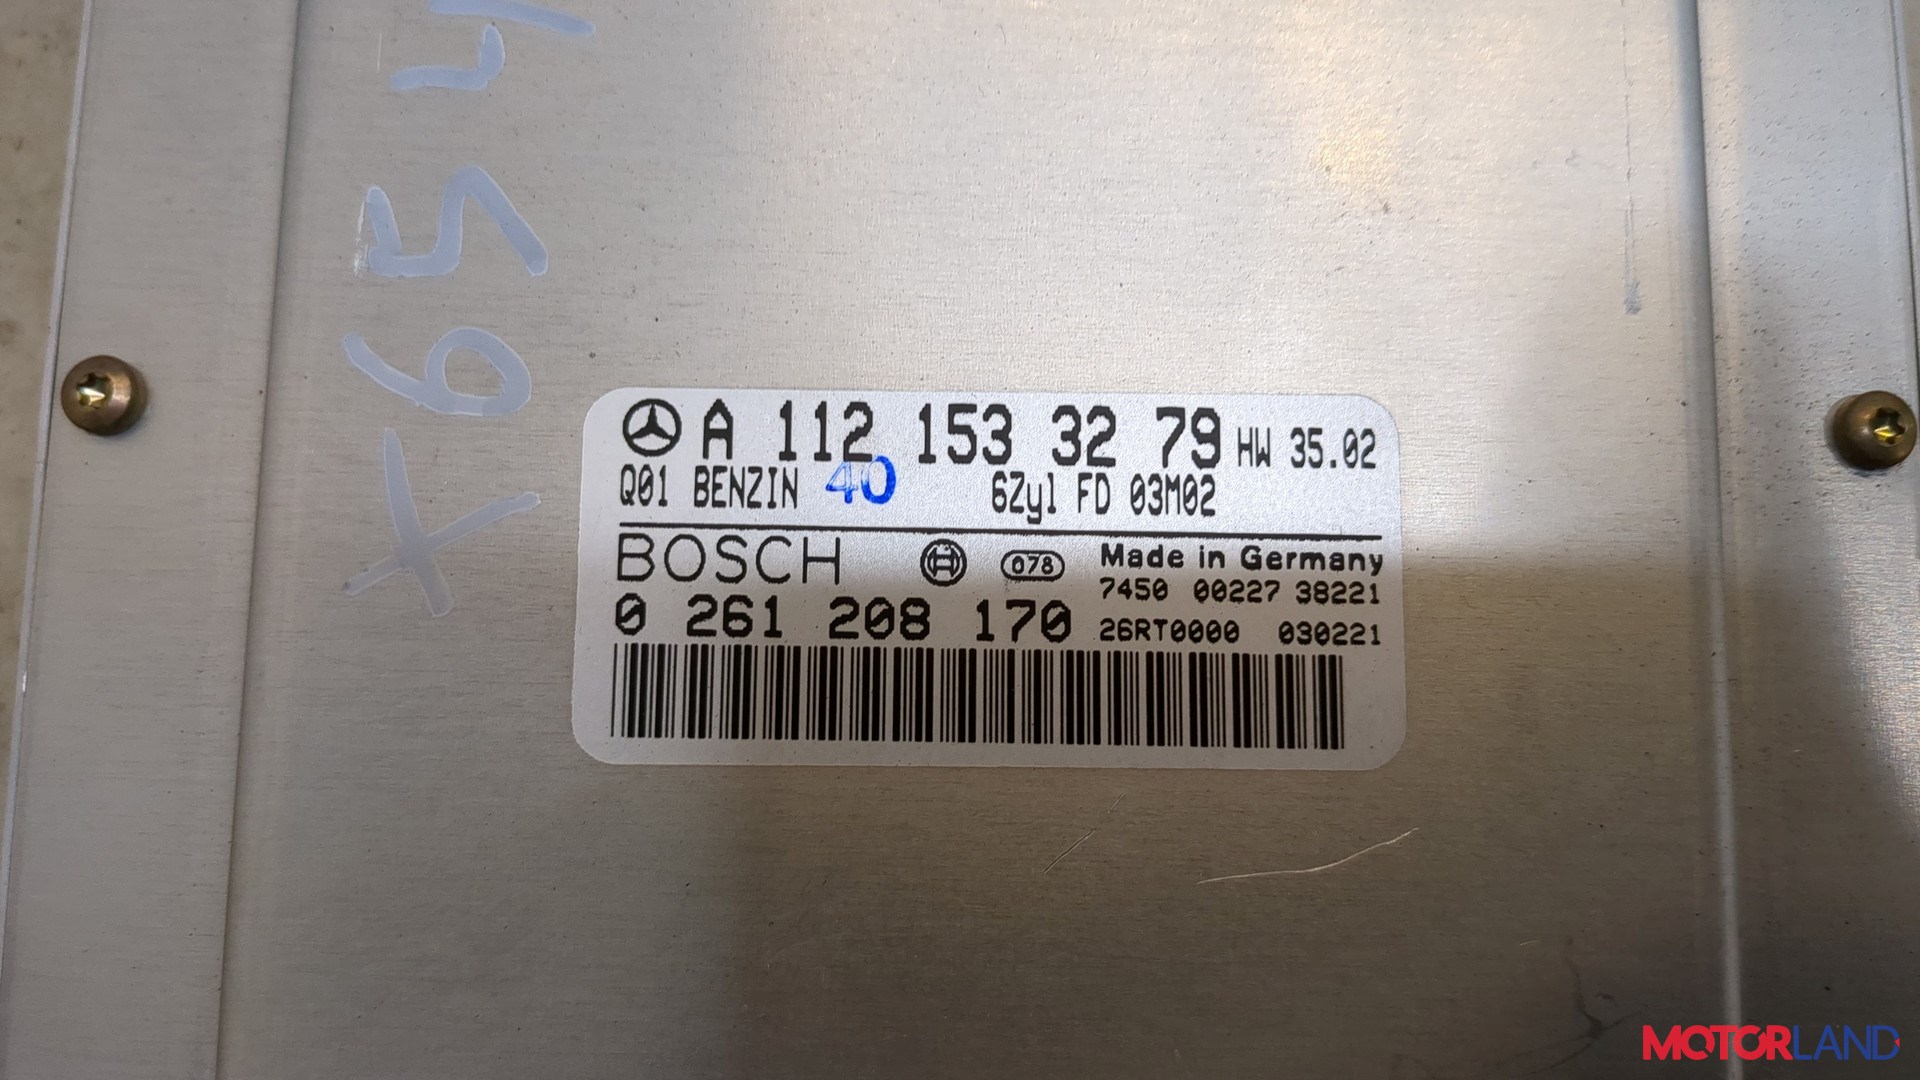 X654
A 112 153 32 79 HW 35.02
Q01 BENZIN 40 6Zyl FD 03M02
BOSCH 078 Made in Germany
7450 00227 38221
0 261 208 170 26RT0000 030221
MOTORLAND